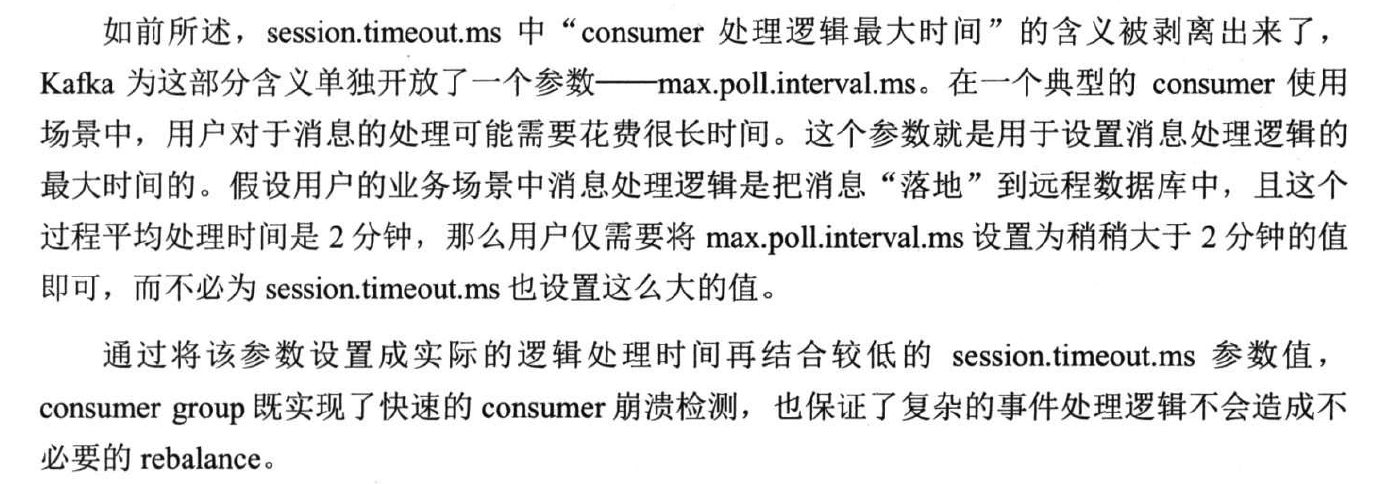 如前所述，session.timeout.ms 中“consumer 处理逻辑最大时间”的含义被剥离出来了，
Kafka 为这部分含义单独开放了一个参数——max.poll.interval.ms。在一个典型的 consumer 使用
场景中，用户对于消息的处理可能需要花费很长时间。这个参数就是用于设置消息处理逻辑的
最大时间的。假设用户的业务场景中消息处理逻辑是把消息“落地”到远程数据库中，且这个
过程平均处理时间是 2 分钟，那么用户仅需要将 max.poll.interval.ms 设置为稍稍大于 2 分钟的值
即可，而不必为 session.timeout.ms 也设置这么大的值。
通过将该参数设置成实际的逻辑处理时间再结合较低的 session.timeout.ms 参数值，
consumer group 既实现了快速的 consumer 崩溃检测，也保证了复杂的事件处理逻辑不会造成不
必要的 rebalance。